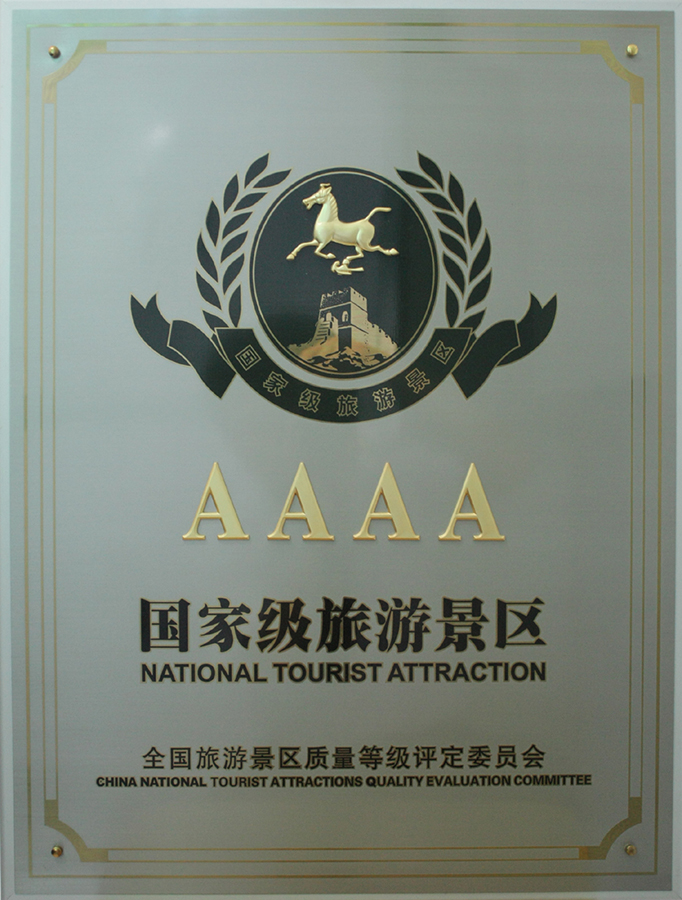 国家级旅游景区
AAAA
国家级旅游景区
NATIONAL TOURIST ATTRACTION
全国旅游景区质量等级评定委员会
CHINA NATIONAL TOURIST ATTRACTIONS QUALITY EVALUATION COMMITTEE